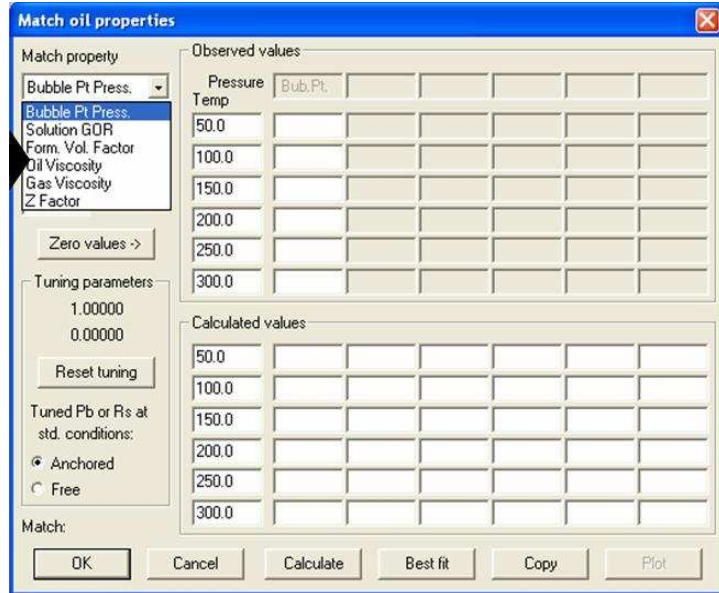 Match oil properties
Match property
Bubble Pt Press.
Bubble Pt Press.
Solution GOR
Form. Vol. Factor
Oil Viscosity
Gas Viscosity
Z Factor
Zero values ->
Tuning parameters
1.00000
0.00000
Reset tuning
Tuned Pb or Rs at
std. conditions:
Anchored
Free
Match:
Observed values
Pressure Bub.Pt.
Temp
50.0
100.0
150.0
200.0
250.0
300.0
Calculated values
50.0
100.0
150.0
200.0
250.0
300.0
OK Cancel Calculate Best fit Copy Plot